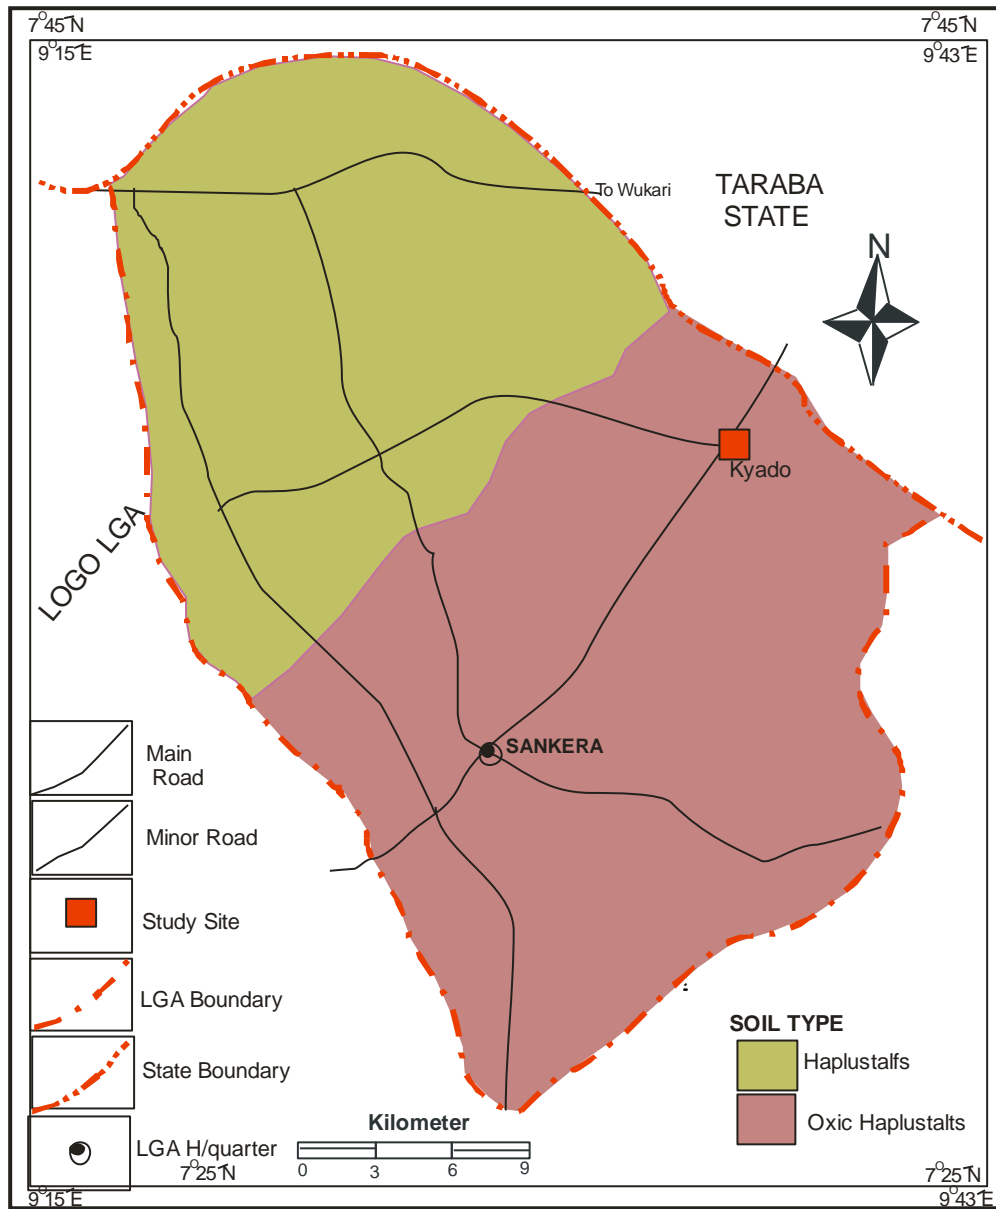 7°45'N
7°45'N
9°15'E
9°43'E
To Wukari
TARABA
STATE
N
Kyado
LOGO LGA
SANKERA
Main
Road
Minor Road
Study Site
LGA Boundary
State Boundary
LGA H/quarter
SOIL TYPE
Haplustalfs
Oxic Haplustalts
Kilometer
0 3 6 9
7°25'N
7°25'N
9°15'E
9°43'E